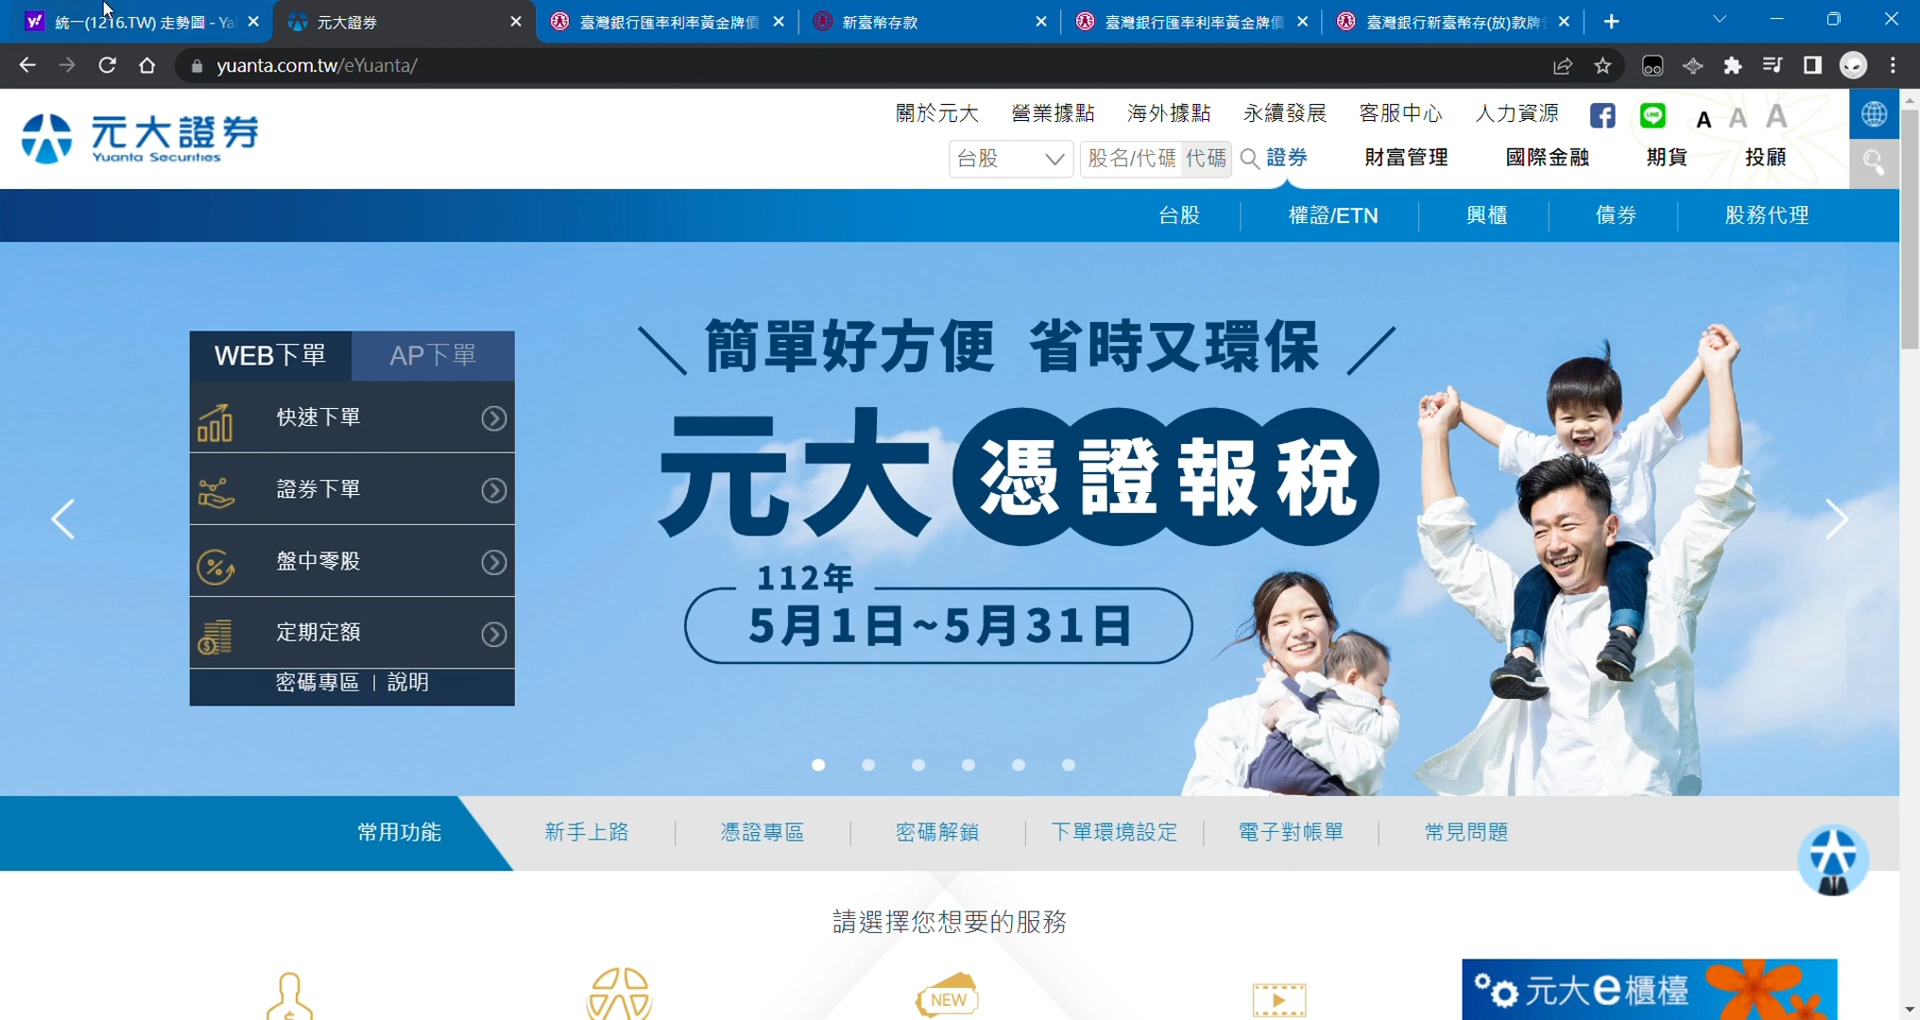 統一(1216.TW) 走勢圖 - Ya
元大證券
臺灣銀行匯率利率黃金牌價
新臺幣存款
臺灣銀行匯率利率黃金牌價
臺灣銀行新臺幣存(放)款牌
yuanta.com.tw/eYuanta/
元大證券
Yuanta Securities
關於元大 營業據點 海外據點 永續發展 客服中心 人力資源 A A A
台股 股名/代碼 代碼 證券 財富管理 國際金融 期貨 投顧
台股 權證/ETN 興櫃 債券 股務代理
WEB下單 AP下單
快速下單
證券下單
盤中零股
定期定額
密碼專區 | 說明
簡單好方便 省時又環保
元大憑證報稅
112年
5月1日~5月31日
常用功能 新手上路 憑證專區 密碼解鎖 下單環境設定 電子對帳單 常見問題
請選擇您想要的服務
NEW
元大e櫃檯